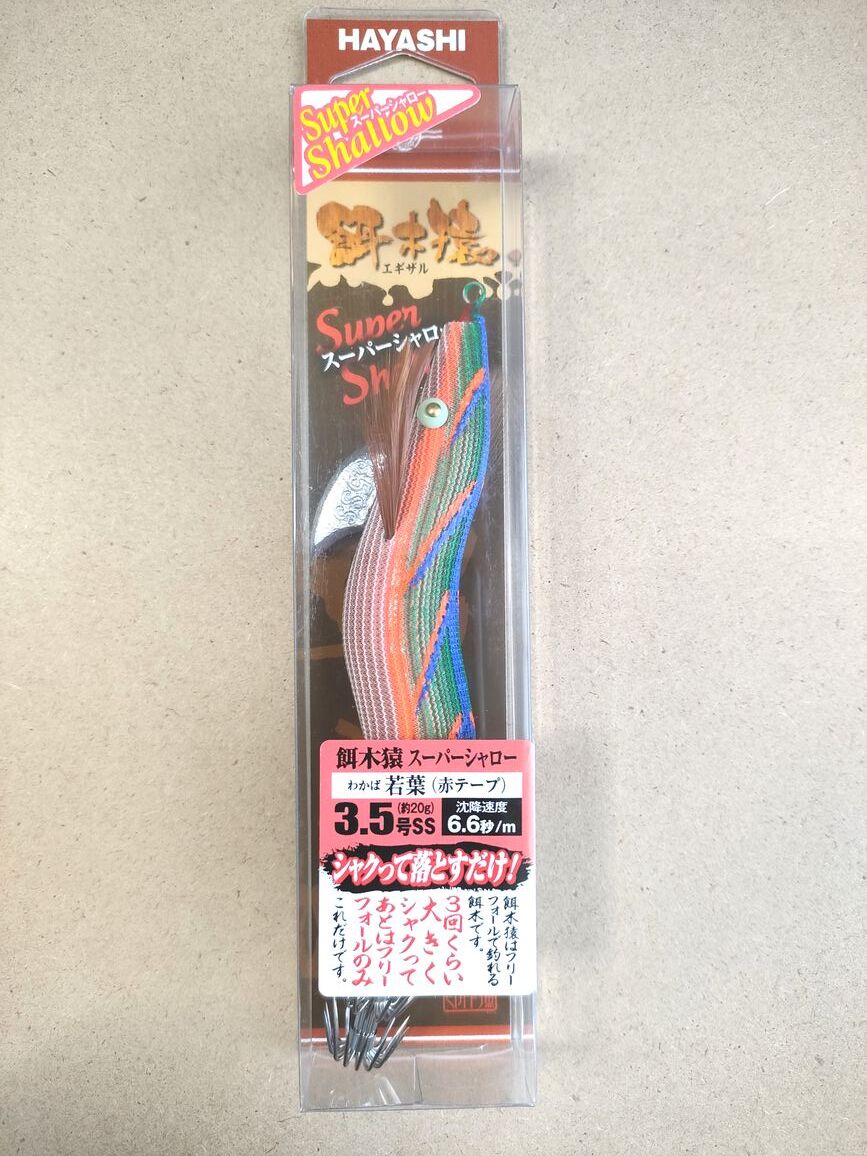 HAYASHI
Super
スーパーシャロー
Shallow
餌木猿
エギザル
Super
スーパーシャロ
Sh
餌木猿 スーパーシャロー
わかば 若葉 (赤テープ)
3.5号SS (約20g)
沈降速度
6.6秒/m
シャクって落とすだけ!
餌木猿はフリー
フォールで釣れる
餌木です。
3回くらい
大きく
シャクって
あとはフリー
フォールのみ
これだけです。